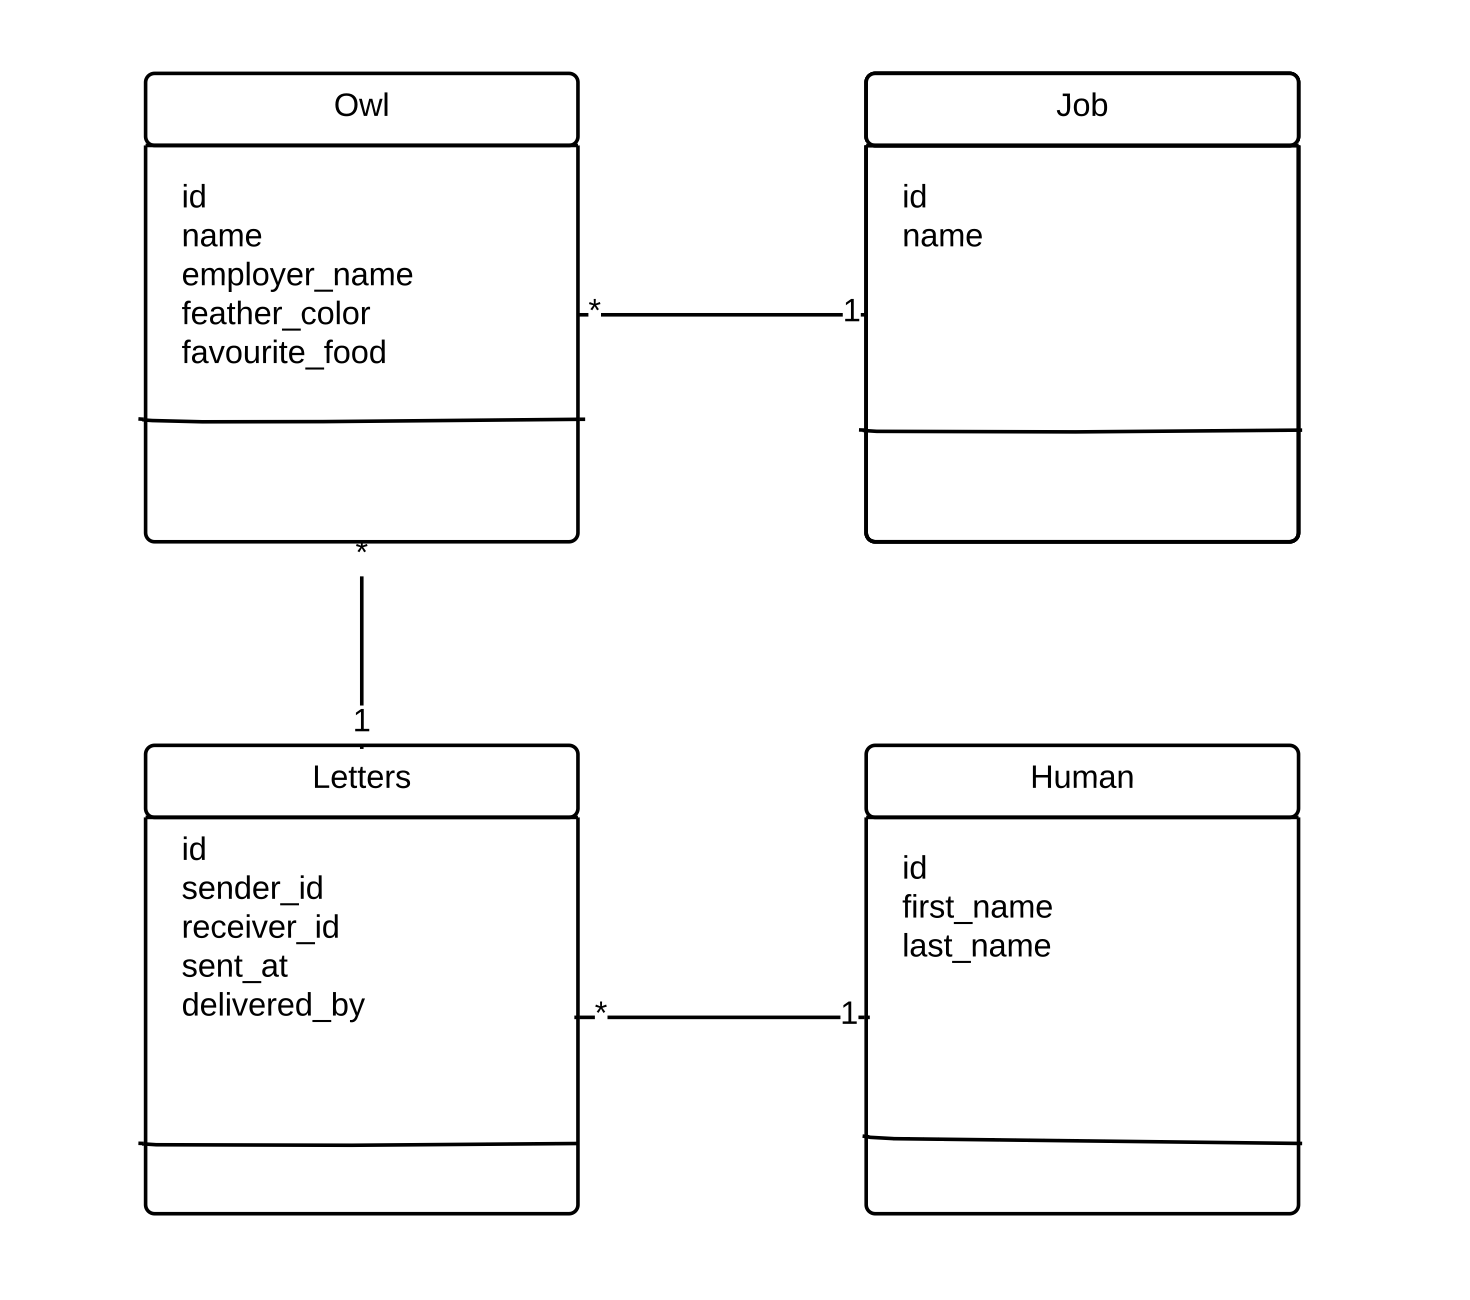 Owl
id
name
employer_name
feather_color
favourite_food
* 1
Job
id
name
*
1
Letters
id
sender_id
receiver_id
sent_at
delivered_by
* 1
Human
id
first_name
last_name